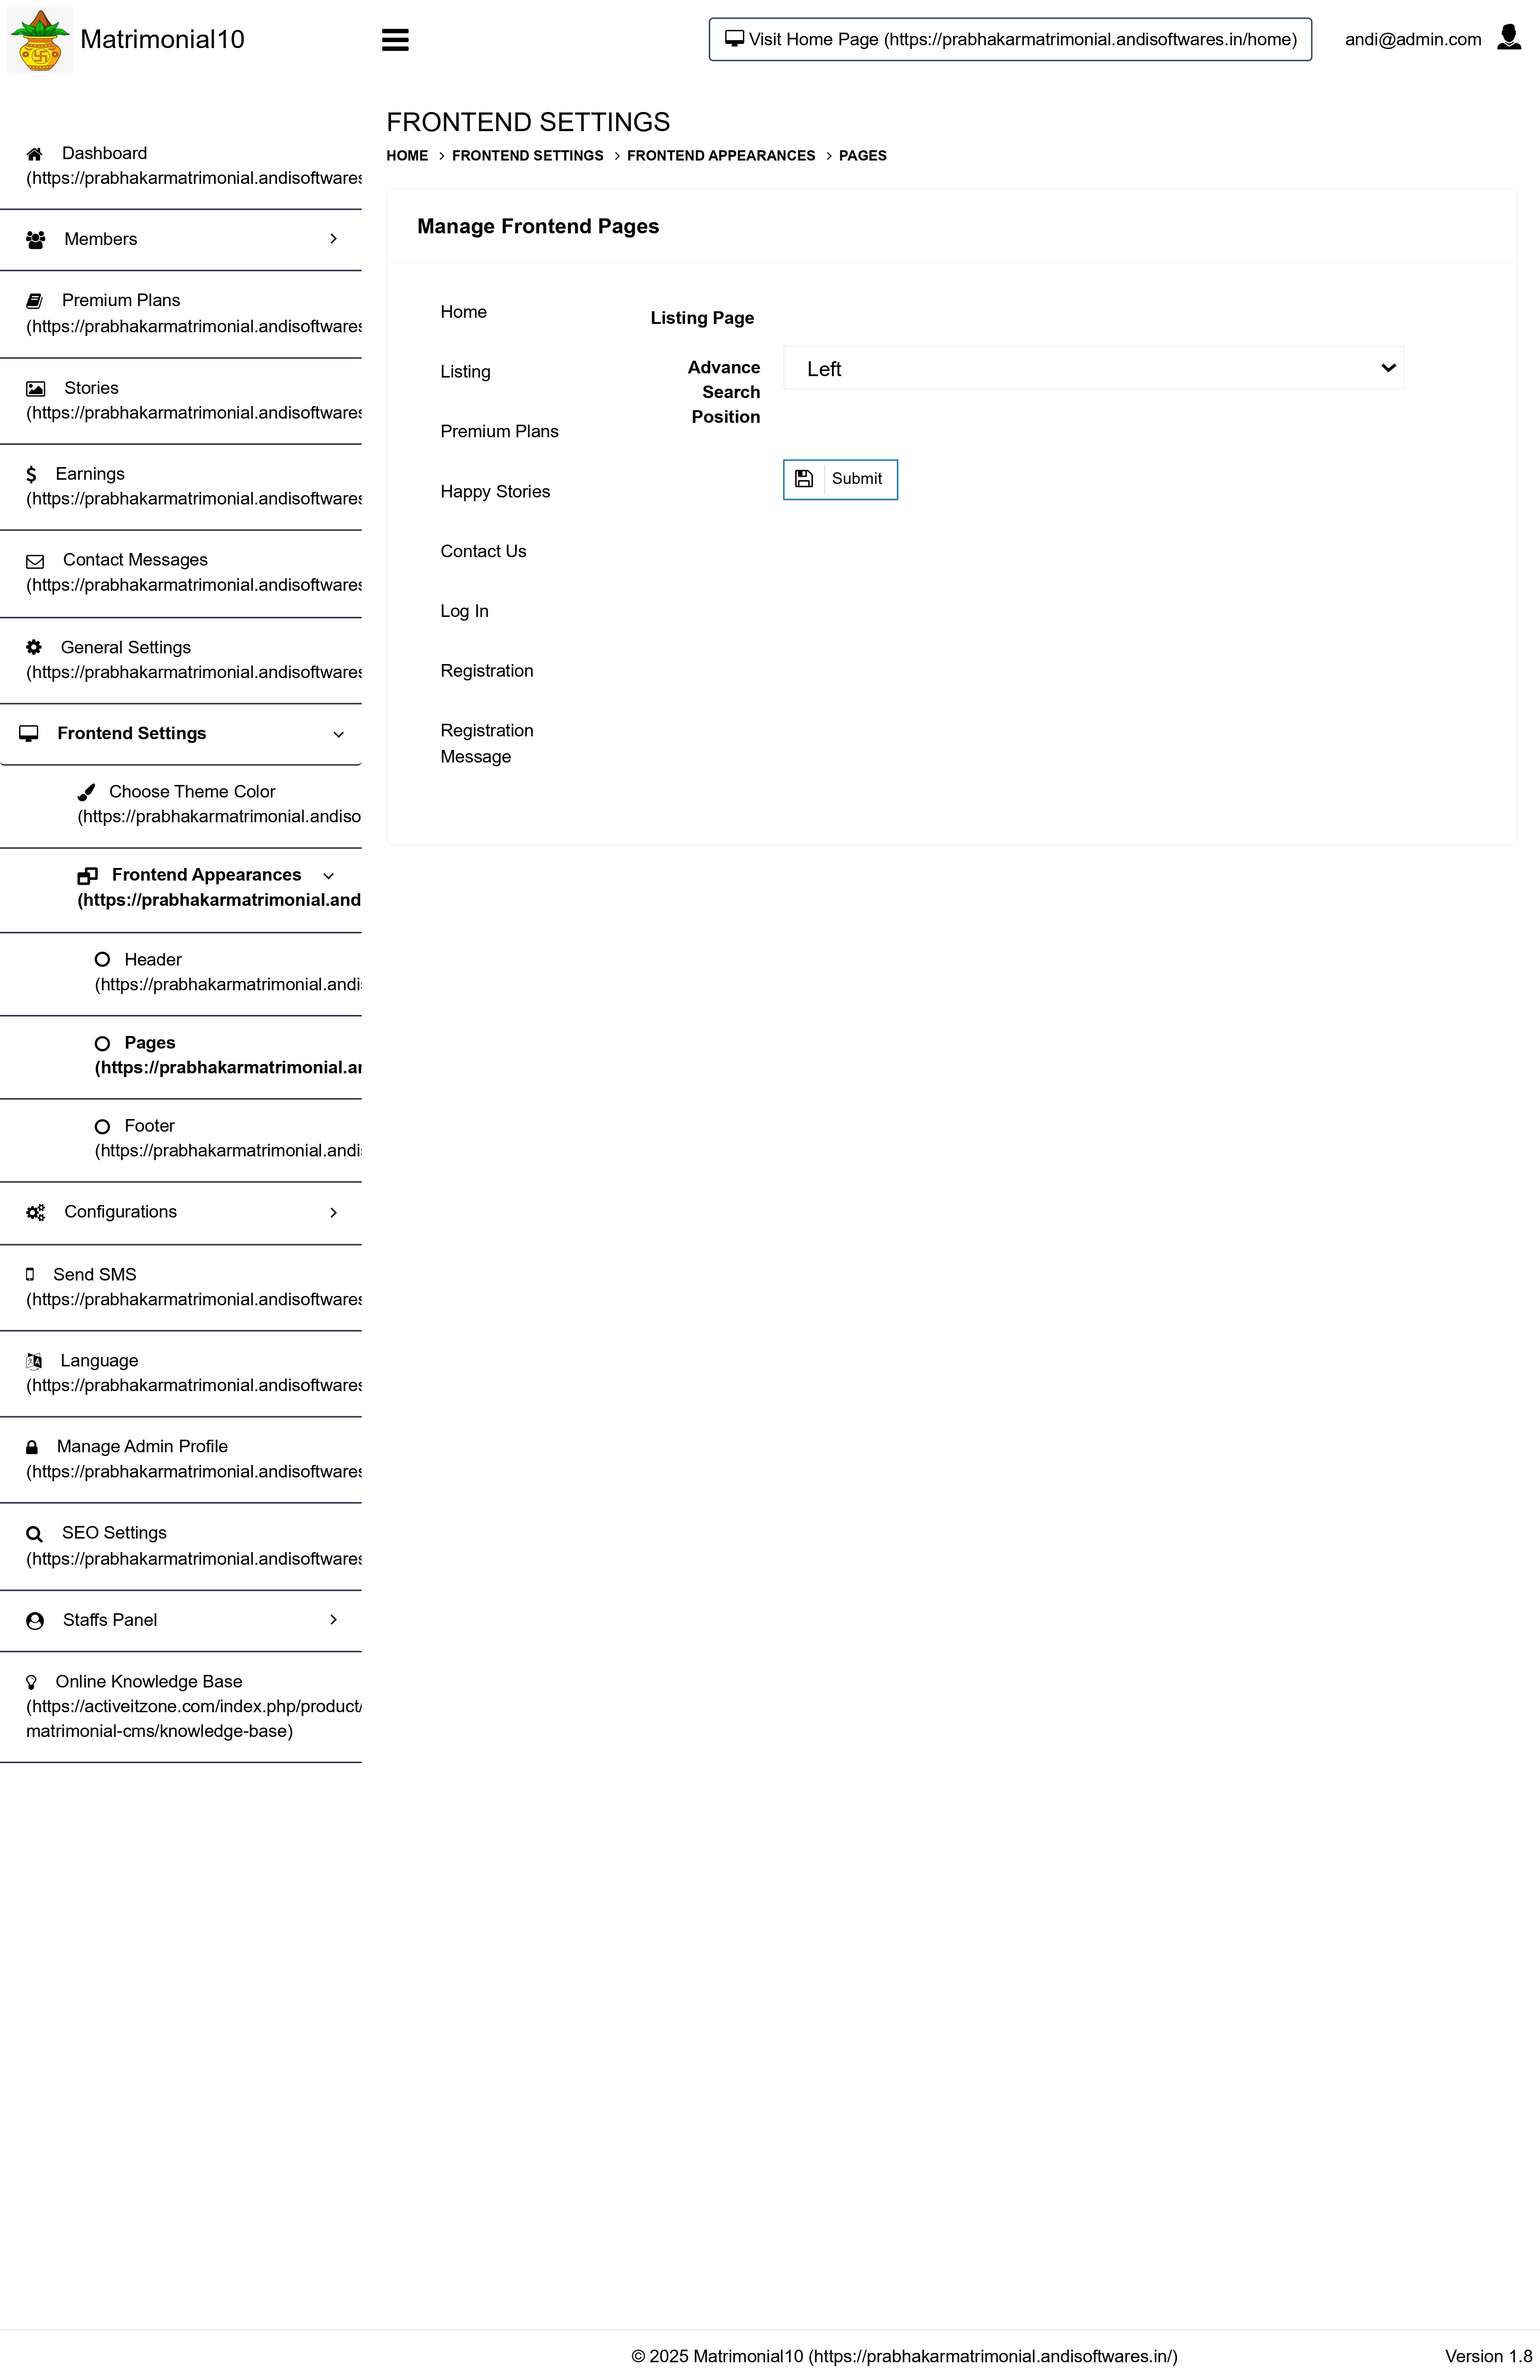 Matrimonial10
Visit Home Page (https://prabhakarmatrimonial.andisoftwares.in/home)
andi@admin.com
Dashboard
(https://prabhakarmatrimonial.andisoftwares
Members
Premium Plans
(https://prabhakarmatrimonial.andisoftwares
Stories
(https://prabhakarmatrimonial.andisoftwares
Earnings
(https://prabhakarmatrimonial.andisoftwares
Contact Messages
(https://prabhakarmatrimonial.andisoftwares
General Settings
(https://prabhakarmatrimonial.andisoftwares
Frontend Settings
Choose Theme Color
(https://prabhakarmatrimonial.andiso
Frontend Appearances
(https://prabhakarmatrimonial.and
Header
(https://prabhakarmatrimonial.andi
Pages
(https://prabhakarmatrimonial.an
Footer
(https://prabhakarmatrimonial.andi
Configurations
Send SMS
(https://prabhakarmatrimonial.andisoftwares
Language
(https://prabhakarmatrimonial.andisoftwares
Manage Admin Profile
(https://prabhakarmatrimonial.andisoftwares
SEO Settings
(https://prabhakarmatrimonial.andisoftwares
Staffs Panel
Online Knowledge Base
(https://activeitzone.com/index.php/product/
matrimonial-cms/knowledge-base)
FRONTEND SETTINGS
HOME > FRONTEND SETTINGS > FRONTEND APPEARANCES > PAGES
Manage Frontend Pages
Home
Listing
Premium Plans
Happy Stories
Contact Us
Log In
Registration
Registration
Message
Listing Page
Advance
Search
Position
Left
Submit
© 2025 Matrimonial10 (https://prabhakarmatrimonial.andisoftwares.in/)
Version 1.8